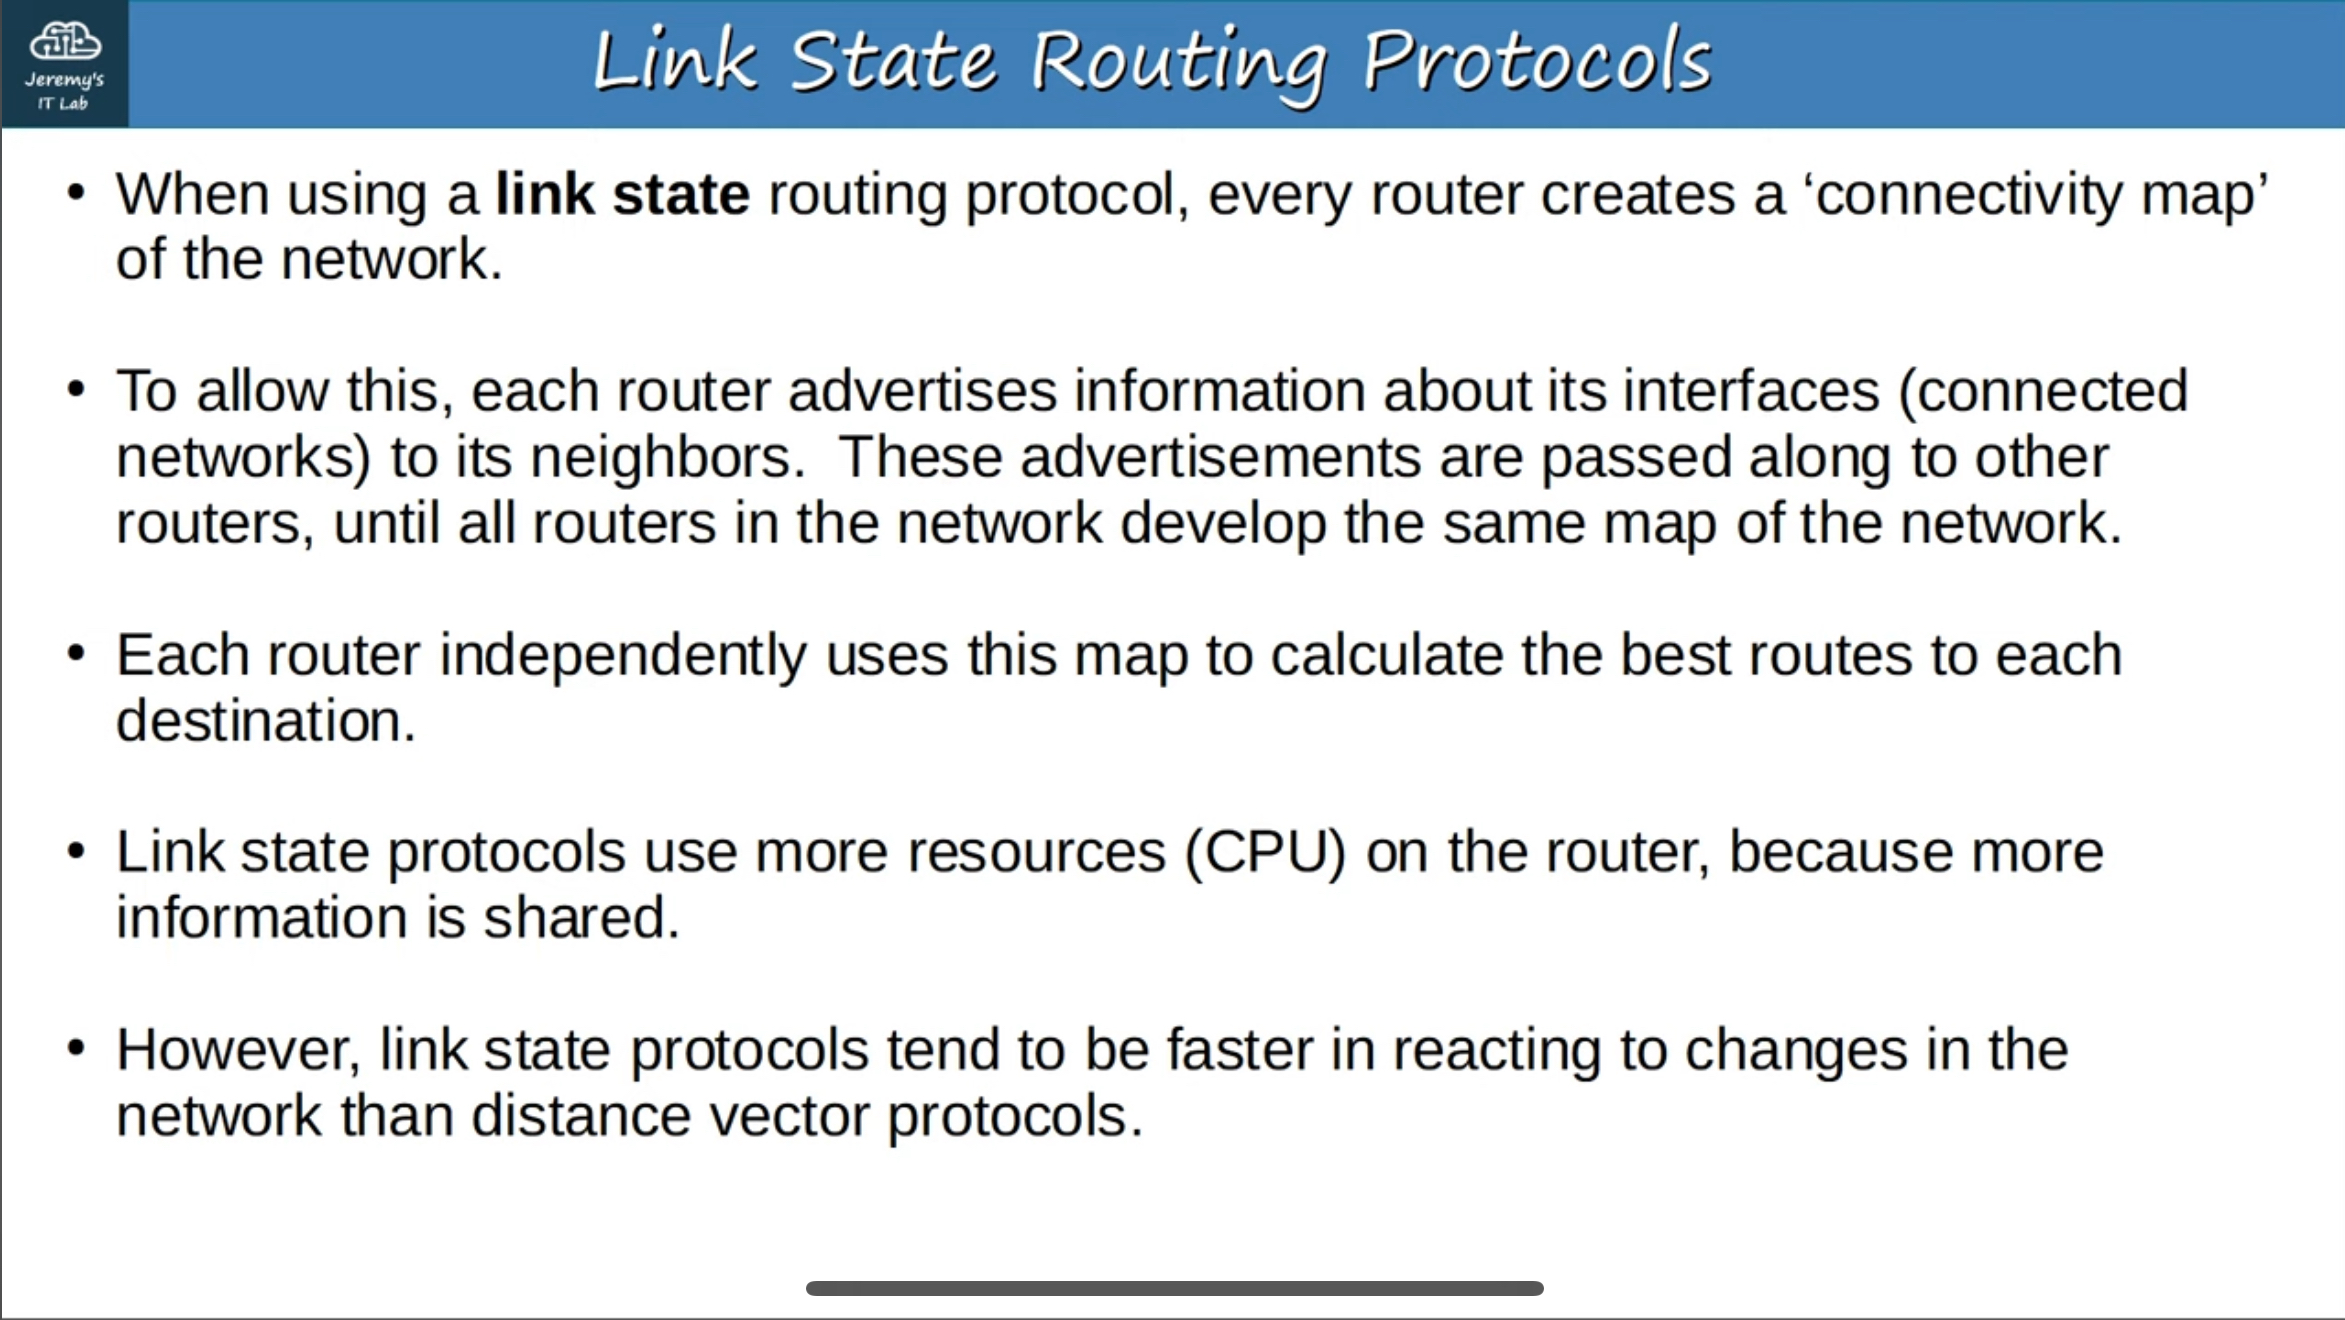 Jeremy's
IT Lab
Link State Routing Protocols
• When using a link state routing protocol, every router creates a ‘connectivity map’
of the network.
• To allow this, each router advertises information about its interfaces (connected
networks) to its neighbors.  These advertisements are passed along to other
routers, until all routers in the network develop the same map of the network.
• Each router independently uses this map to calculate the best routes to each
destination.
• Link state protocols use more resources (CPU) on the router, because more
information is shared.
• However, link state protocols tend to be faster in reacting to changes in the
network than distance vector protocols.